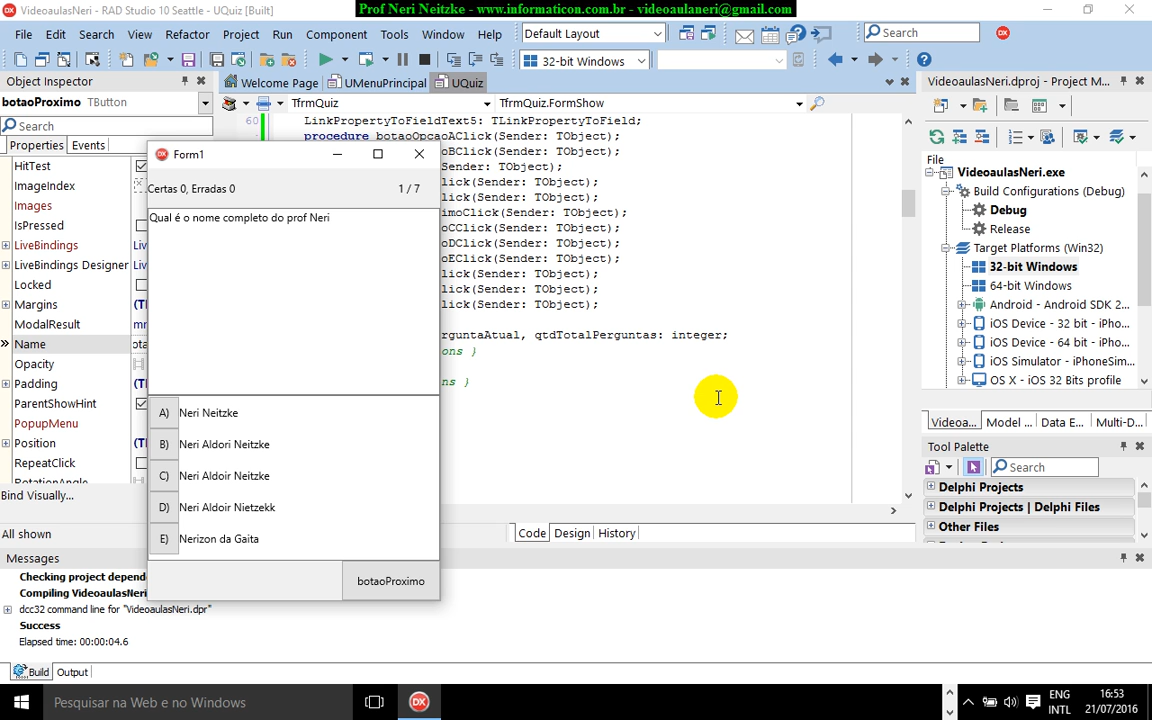 Prof Neri Neitzke - www.informaticon.com.br - videoaulaneri@gmail.com
VideoaulasNeri - RAD Studio 10 Seattle - UQuiz [Built]
File Edit Search View Refactor Project Run Component Tools Window Help
Default Layout
Search
32-bit Windows
Object Inspector
botaoProximo TButton
Search
Properties Events
HitTest
ImageIndex
Images
IsPressed
LiveBindings Liv
LiveBindings Designer Liv
Locked
Margins (T
ModalResult mr
Name
Opacity
Padding (T
ParentShowHint
PopupMenu
Position (T
RepeatClick
RotationAngle
Bind Visually...
All shown
Welcome Page UMenuPrincipal UQuiz
TfrmQuiz TfrmQuiz.FormShow
60 LinkPropertyToFieldText5: TLinkPropertyToField;
procedure botaoOpcaoAClick(Sender: TObject);
oBClick(Sender: TObject);
(Sender: TObject);
lick(Sender: TObject);
lick(Sender: TObject);
imoClick(Sender: TObject);
oCClick(Sender: TObject);
oDClick(Sender: TObject);
oEClick(Sender: TObject);
lick(Sender: TObject);
lick(Sender: TObject);
lick(Sender: TObject);
rguntaAtual, qtdTotalPerguntas: integer;
ons }
ns }
Code Design History
Form1
Certas 0, Erradas 0 1 / 7
Qual é o nome completo do prof Neri
A) Neri Neitzke
B) Neri Aldori Neitzke
C) Neri Aldoir Neitzke
D) Neri Aldoir Nietzekk
E) Nerizon da Gaita
botaoProximo
VideoaulasNeri.dproj - Project M...
File
VideoaulasNeri.exe
Build Configurations (Debug)
Debug
Release
Target Platforms (Win32)
32-bit Windows
64-bit Windows
Android - Android SDK 2...
iOS Device - 32 bit - iPho...
iOS Device - 64 bit - iPho...
iOS Simulator - iPhoneSim...
OS X - iOS 32 Bits profile
Videoa... Model ... Data E... Multi-D...
Tool Palette
Search
Delphi Projects
Delphi Projects | Delphi Files
Other Files
Messages
Checking project depend
Compiling VideoaulasNeri
dcc32 command line for "VideoaulasNeri.dpr"
Success
Elapsed time: 00:00:04.6
Build Output
Pesquisar na Web e no Windows
ENG
INTL
16:53
21/07/2016